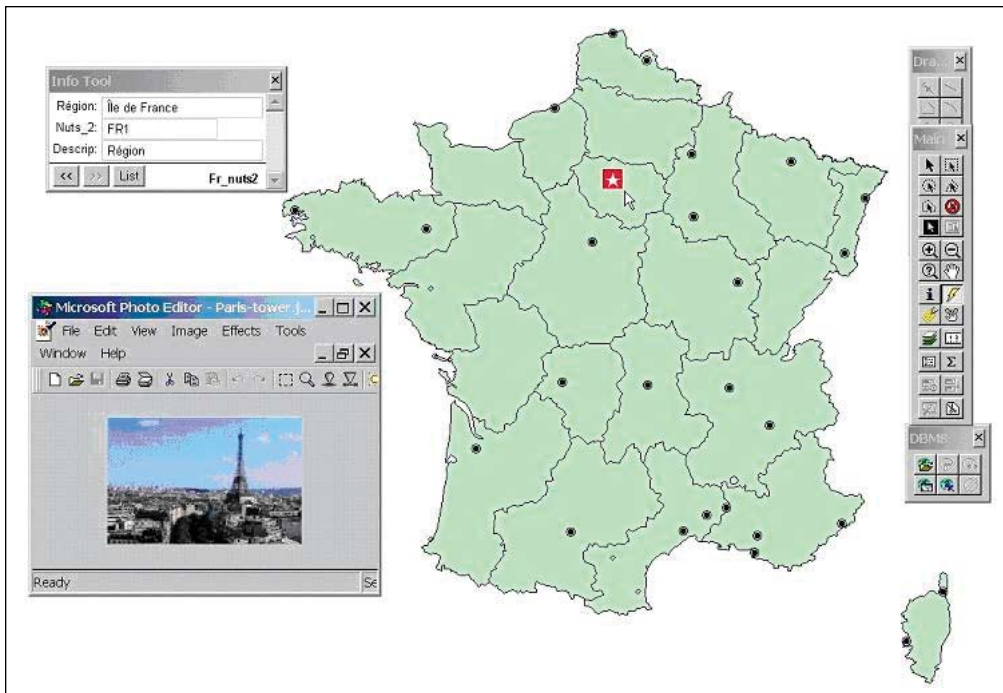 Info Tool
Région: Île de France
Nuts_2: FR1
Descrip: Région
<< >> List Fr_nuts2
Microsoft Photo Editor - Paris-tower.j...
File Edit View Image Effects Tools
Window Help
Ready Se
Dra...
Main
DBMS